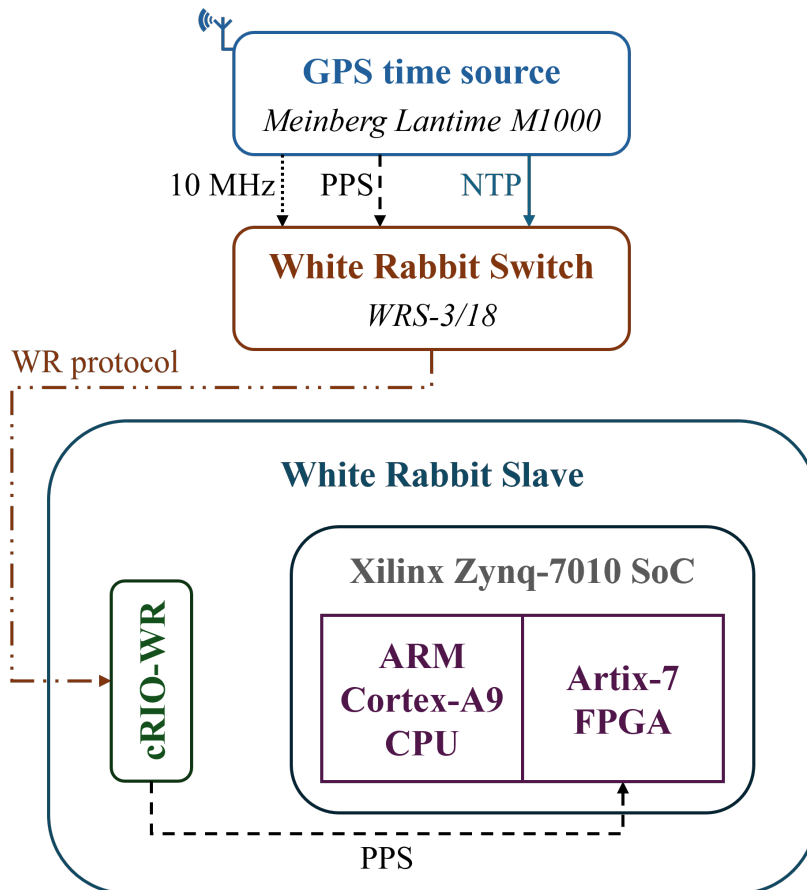 GPS time source
Meinberg Lantime M1000
10 MHz
PPS
NTP
White Rabbit Switch
WRS-3/18
WR protocol
White Rabbit Slave
Xilinx Zynq-7010 SoC
cRIO-WR
ARM
Cortex-A9
CPU
Artix-7
FPGA
PPS